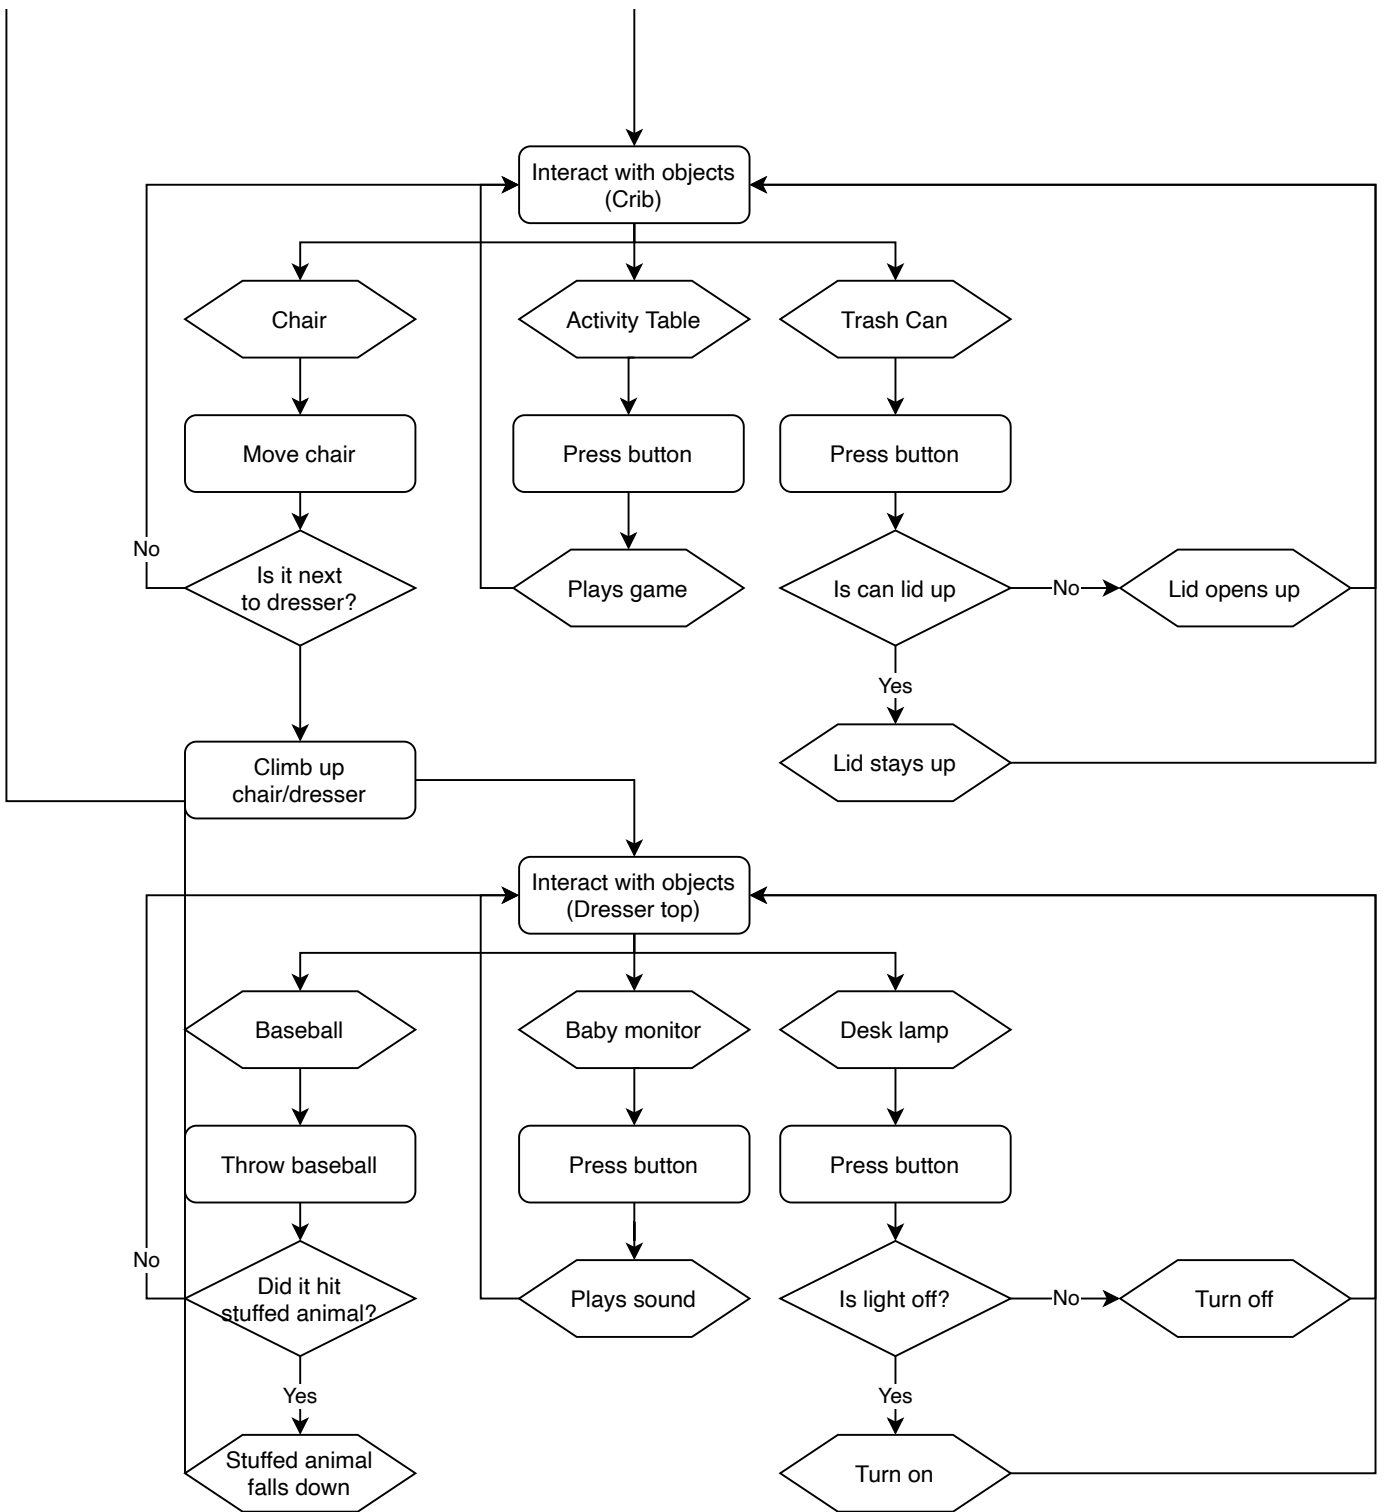 Interact with objects
(Crib)
Chair
Activity Table
Trash Can
Move chair
Press button
Press button
No
Is it next
to dresser?
Plays game
Is can lid up
No
Lid opens up
Yes
Climb up
chair/dresser
Lid stays up
Interact with objects
(Dresser top)
Baseball
Baby monitor
Desk lamp
Throw baseball
Press button
Press button
No
Did it hit
stuffed animal?
Plays sound
Is light off?
No
Turn off
Yes
Yes
Stuffed animal
falls down
Turn on